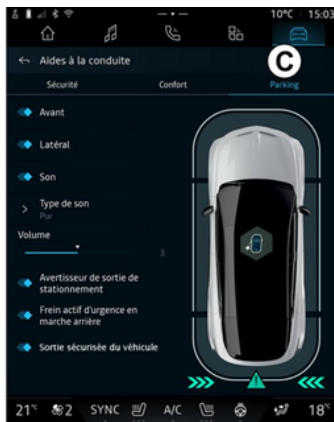 10°C 15:03
Aides à la conduite
C
Sécurité Confort Parking
Avant
Latéral
Son
Type de son
Pur
Volume
3
Avertisseur de sortie de
stationnement
Frein actif d'urgence en
marche arrière
Sortie sécurisée du véhicule
21°c 2 SYNC A/C 18°c